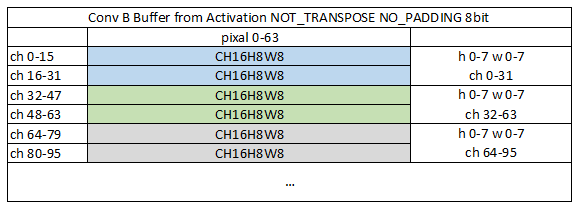 Conv B Buffer from Activation NOT_TRANSPOSE NO_PADDING 8bit
pixal 0-63
ch 0-15 CH16H8W8 h 0-7 w 0-7
ch 16-31 CH16H8W8 ch 0-31
ch 32-47 CH16H8W8 h 0-7 w 0-7
ch 48-63 CH16H8W8 ch 32-63
ch 64-79 CH16H8W8 h 0-7 w 0-7
ch 80-95 CH16H8W8 ch 64-95
...